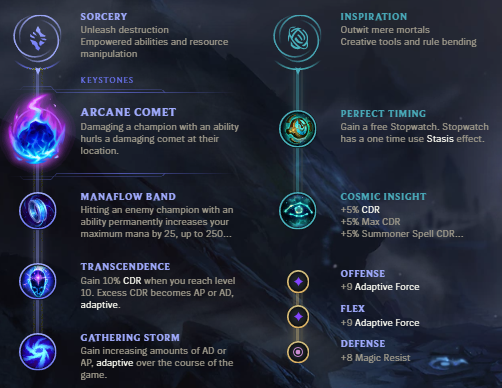 SORCERY
Unleash destruction
Empowered abilities and resource
manipulation
KEYSTONES
ARCANE COMET
Damaging a champion with an ability
hurls a damaging comet at their
location.
MANAFLOW BAND
Hitting an enemy champion with an
ability permanently increases your
maximum mana by 25, up to 250...
TRANSCENDENCE
Gain 10% CDR when you reach level
10. Excess CDR becomes AP or AD,
adaptive.
GATHERING STORM
Gain increasing amounts of AD or
AP, adaptive over the course of the
game.
INSPIRATION
Outwit mere mortals
Creative tools and rule bending
PERFECT TIMING
Gain a free Stopwatch. Stopwatch
has a one time use Stasis effect.
COSMIC INSIGHT
+5% CDR
+5% Max CDR
+5% Summoner Spell CDR...
OFFENSE
+9 Adaptive Force
FLEX
+9 Adaptive Force
DEFENSE
+8 Magic Resist